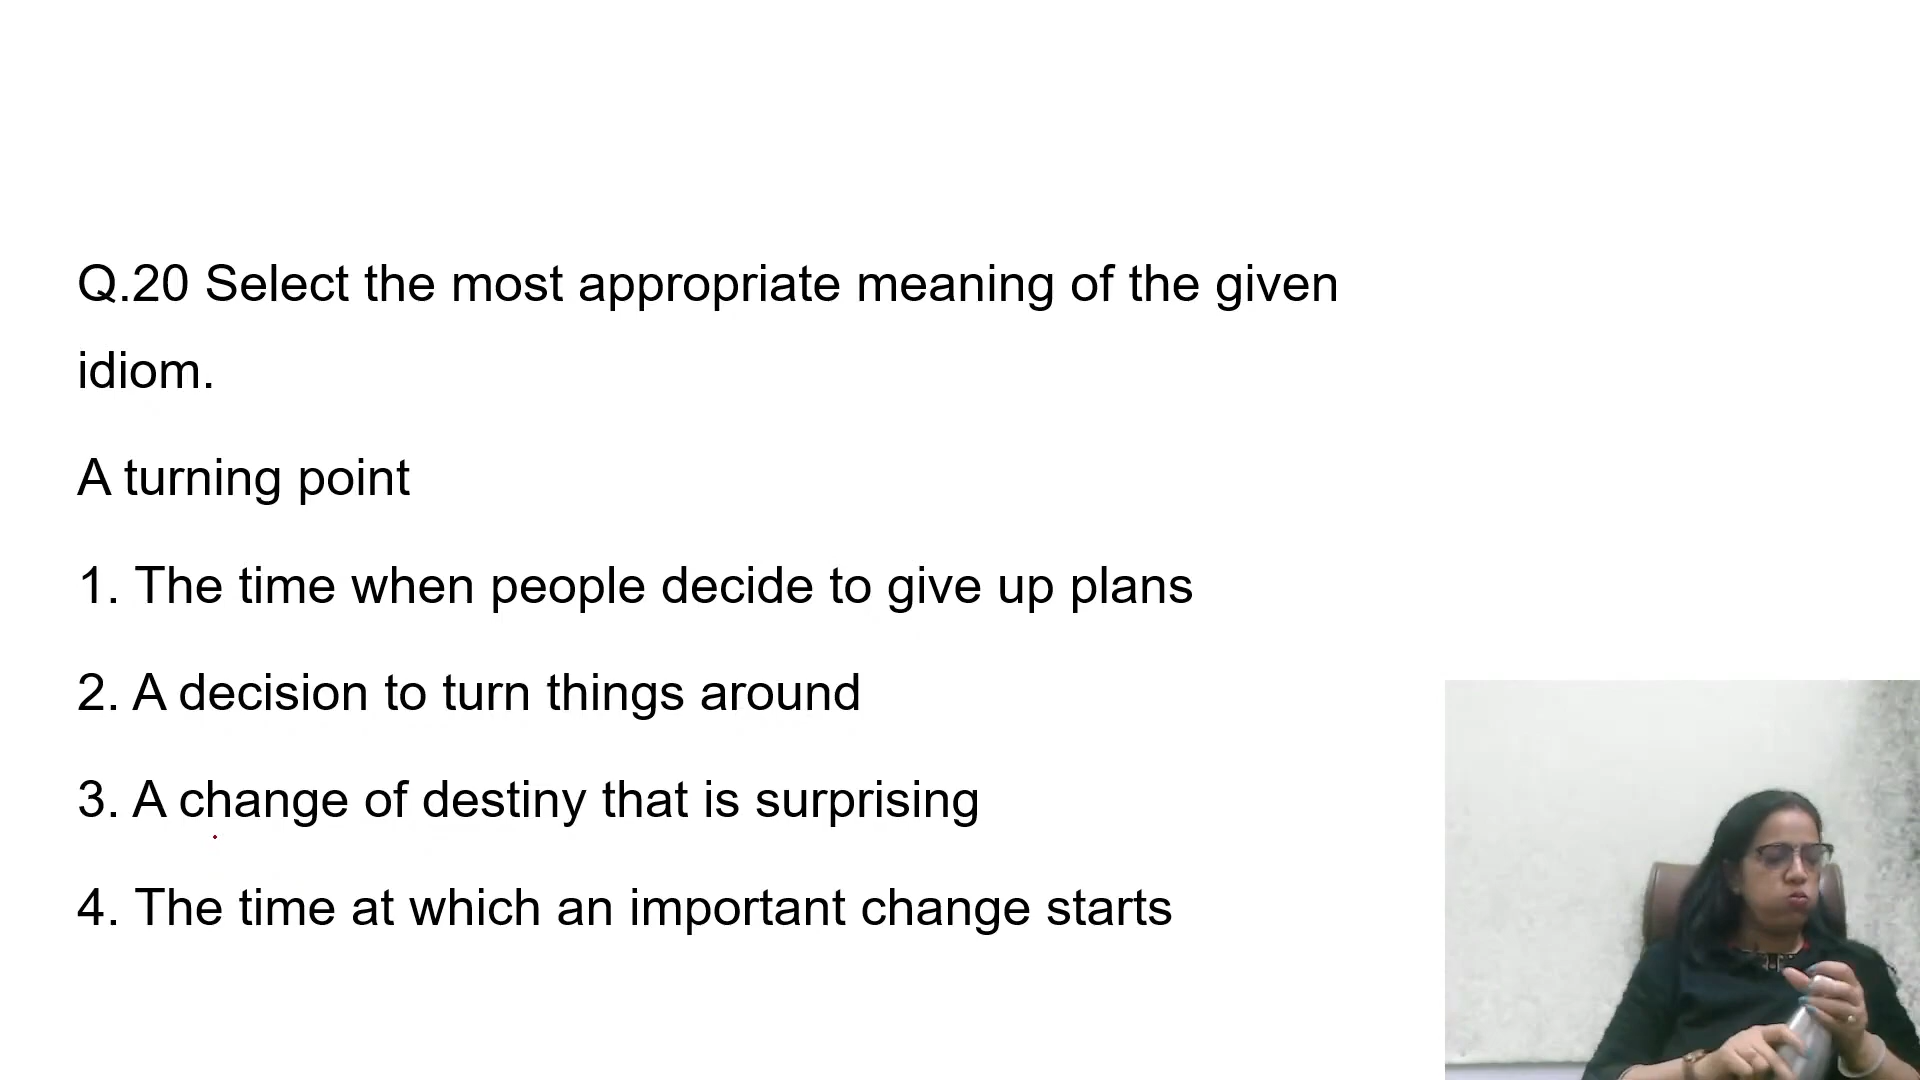 Q.20 Select the most appropriate meaning of the given
idiom.
A turning point
1. The time when people decide to give up plans
2. A decision to turn things around
3. A change of destiny that is surprising
4. The time at which an important change starts